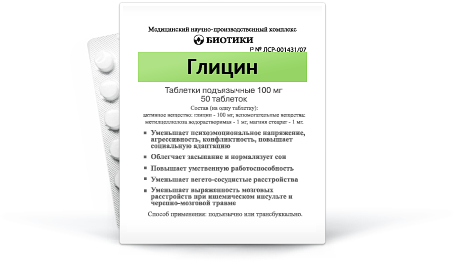 Медицинский научно-производственный комплекс
БИОТИКИ
Р № ЛСР-001431/07
Глицин
Таблетки подъязычные 100 мг
50 таблеток
Состав (на одну таблетку):
активное вещество: глицин - 100 мг, вспомогательные вещества:
метилцеллюлоза водорастворимая - 1 мг, магния стеарат - 1 мг.
▪ Уменьшает психоэмоциональное напряжение,
агрессивность, конфликтность, повышает
социальную адаптацию
▪ Облегчает засыпание и нормализует сон
▪ Повышает умственную работоспособность
▪ Уменьшает вегето-сосудистые расстройства
▪ Уменьшает выраженность мозговых
расстройств при ишемическом инсульте и
черепно-мозговой травме
Способ применения: подъязычно или трансбуккально.